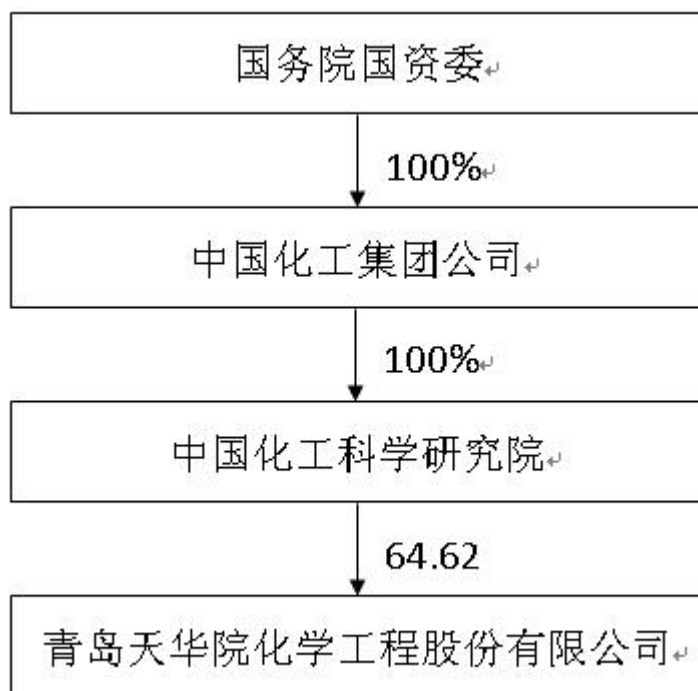 国务院国资委
100%
中国化工集团公司
100%
中国化工科学研究院
64.62
青岛天华院化学工程股份有限公司